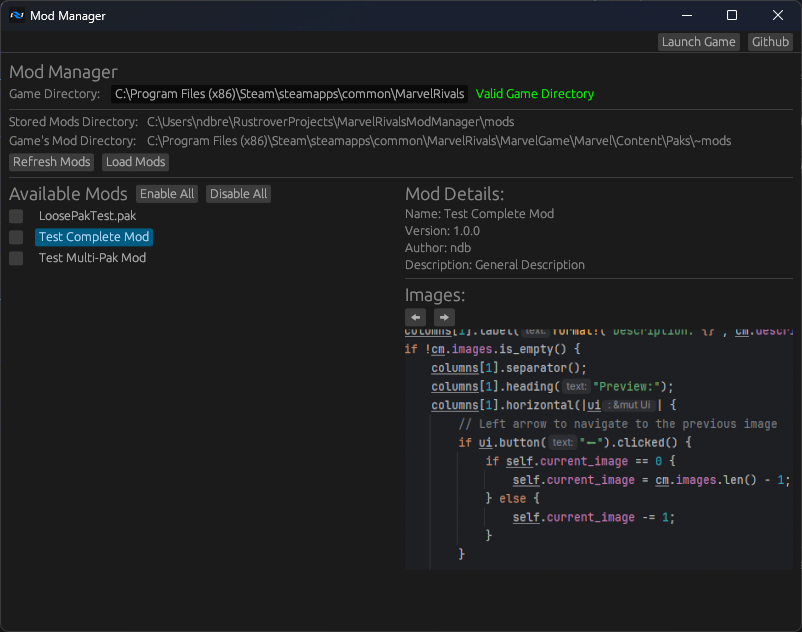 Mod Manager
Launch Game Github
Mod Manager
Game Directory: C:\Program Files (x86)\Steam\steamapps\common\MarvelRivals Valid Game Directory
Stored Mods Directory: C:\Users\ndbre\RustroverProjects\MarvelRivalsModManager\mods
Game's Mod Directory: C:\Program Files (x86)\Steam\steamapps\common\MarvelRivals\MarvelGame\Marvel\Content\Paks\~mods
Refresh Mods Load Mods
Available Mods Enable All Disable All
LoosePakTest.pak
Test Complete Mod
Test Multi-Pak Mod
Mod Details:
Name: Test Complete Mod
Version: 1.0.0
Author: ndb
Description: General Description
Images:
← →
columns[1].label( text: format!("Description: {}", cm.descri
if !cm.images.is_empty() {
columns[1].separator();
columns[1].heading( text: "Preview:");
columns[1].horizontal(|ui : &mut Ui | {
// Left arrow to navigate to the previous image
if ui.button( text: "←").clicked() {
if self.current_image == 0 {
self.current_image = cm.images.len() - 1;
} else {
self.current_image -= 1;
}
}